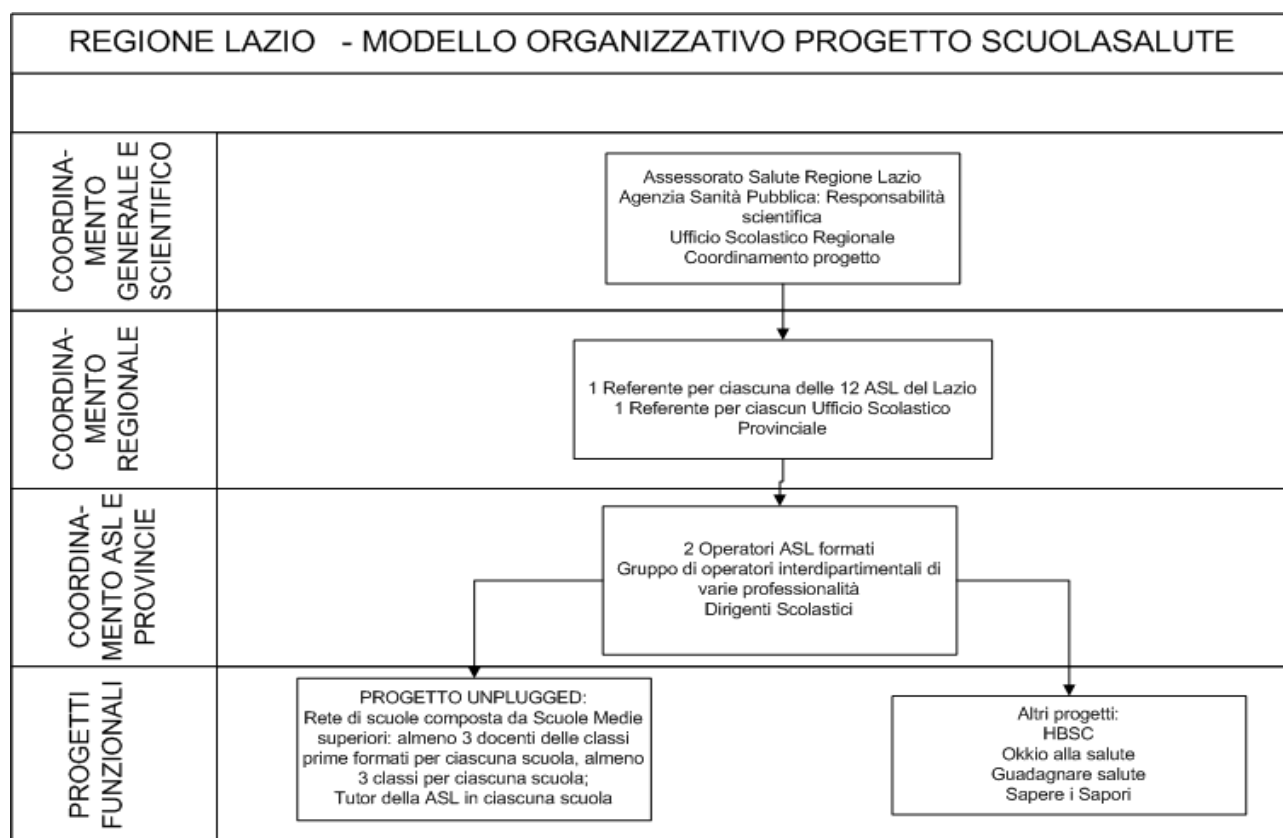 REGIONE LAZIO - MODELLO ORGANIZZATIVO PROGETTO SCUOLASALUTE
COORDINA-
MENTO
GENERALE E
SCIENTIFICO
Assessorato Salute Regione Lazio
Agenzia Sanità Pubblica: Responsabilità
scientifica
Ufficio Scolastico Regionale
Coordinamento progetto
COORDINA-
MENTO
REGIONALE
1 Referente per ciascuna delle 12 ASL del Lazio
1 Referente per ciascun Ufficio Scolastico
Provinciale
COORDINA-
MENTO ASL E
PROVINCIE
2 Operatori ASL formati
Gruppo di operatori interdipartimentali di
varie professionalità
Dirigenti Scolastici
PROGETTI
FUNZIONALI
PROGETTO UNPLUGGED:
Rete di scuole composta da Scuole Medie
superiori: almeno 3 docenti delle classi
prime formati per ciascuna scuola, almeno
3 classi per ciascuna scuola;
Tutor della ASL in ciascuna scuola
Altri progetti:
HBSC
Okkio alla salute
Guadagnare salute
Sapere i Sapori